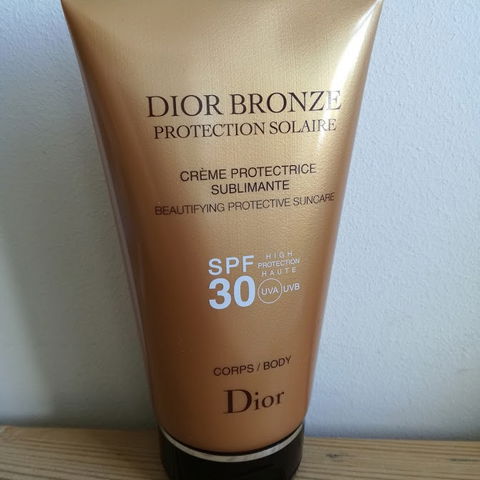 DIOR BRONZE
PROTECTION SOLAIRE
CRÈME PROTECTRICE
SUBLIMANTE
BEAUTIFYING PROTECTIVE SUNCARE
SPF
30
HIGH
PROTECTION
HAUTE
UVA UVB
CORPS / BODY
Dior